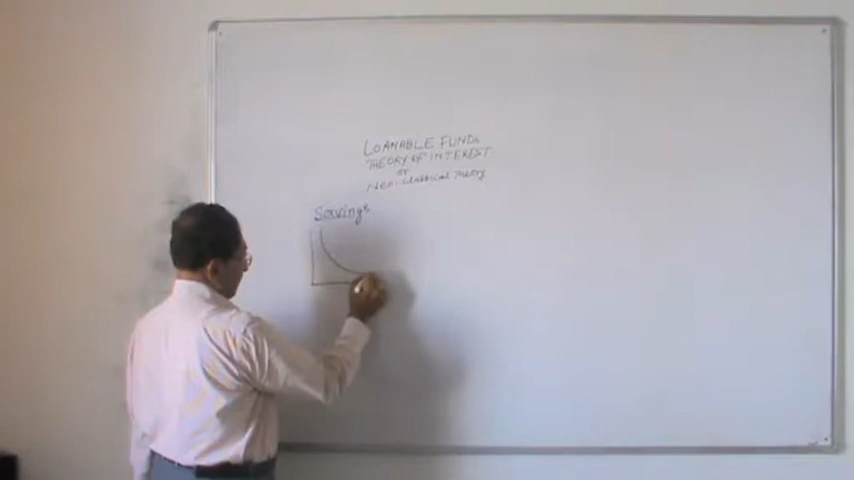 LOANABLE FUNDS
THEORY OF INTEREST
or
Neo-classical Theory
Savings